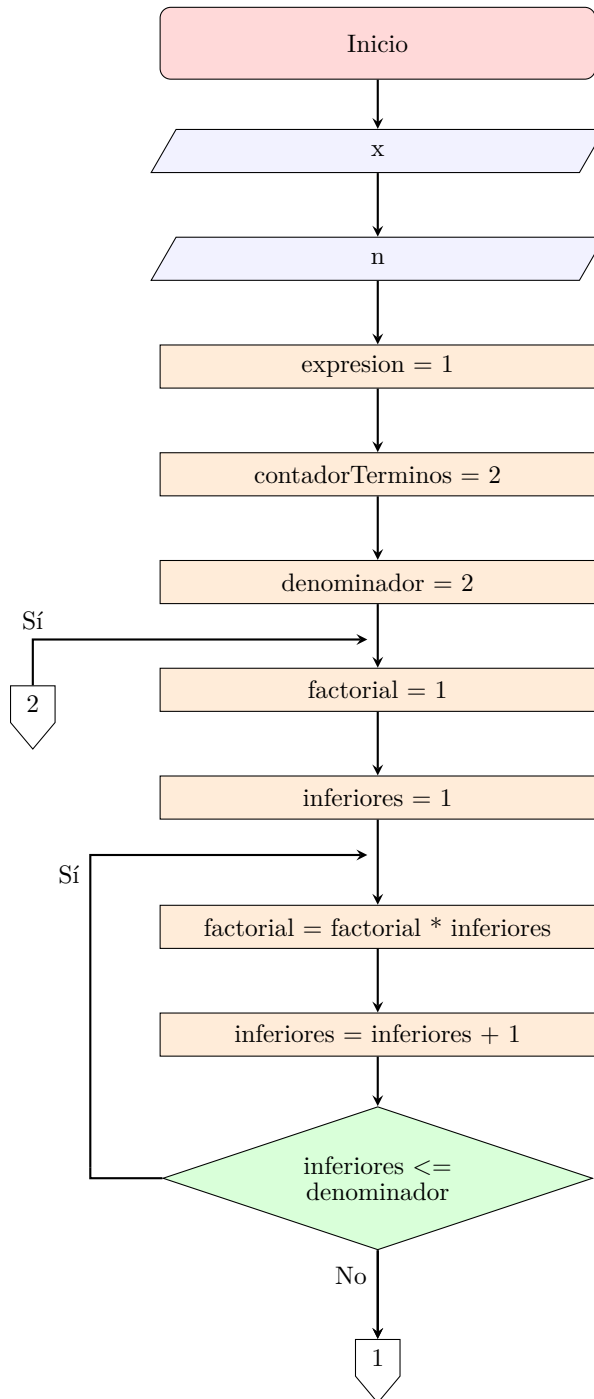 Inicio
x
n
expresion = 1
contadorTerminos = 2
denominador = 2
Sí
2
factorial = 1
inferiores = 1
Sí
factorial = factorial * inferiores
inferiores = inferiores + 1
inferiores <=
denominador
No
1